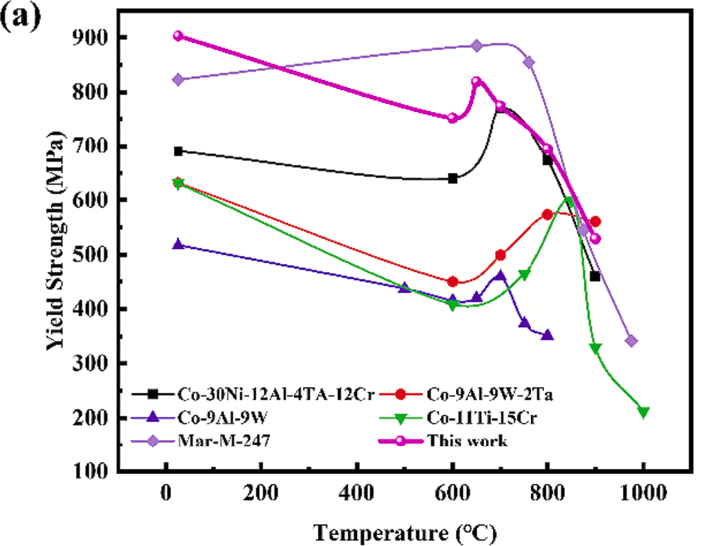 (a)
Yield Strength (MPa)
900
800
700
600
500
400
300
200
100
Co-30Ni-12Al-4TA-12Cr
Co-9Al-9W-2Ta
Co-9Al-9W
Co-11Ti-15Cr
Mar-M-247
This work
0
200
400
600
800
1000
Temperature (°C)